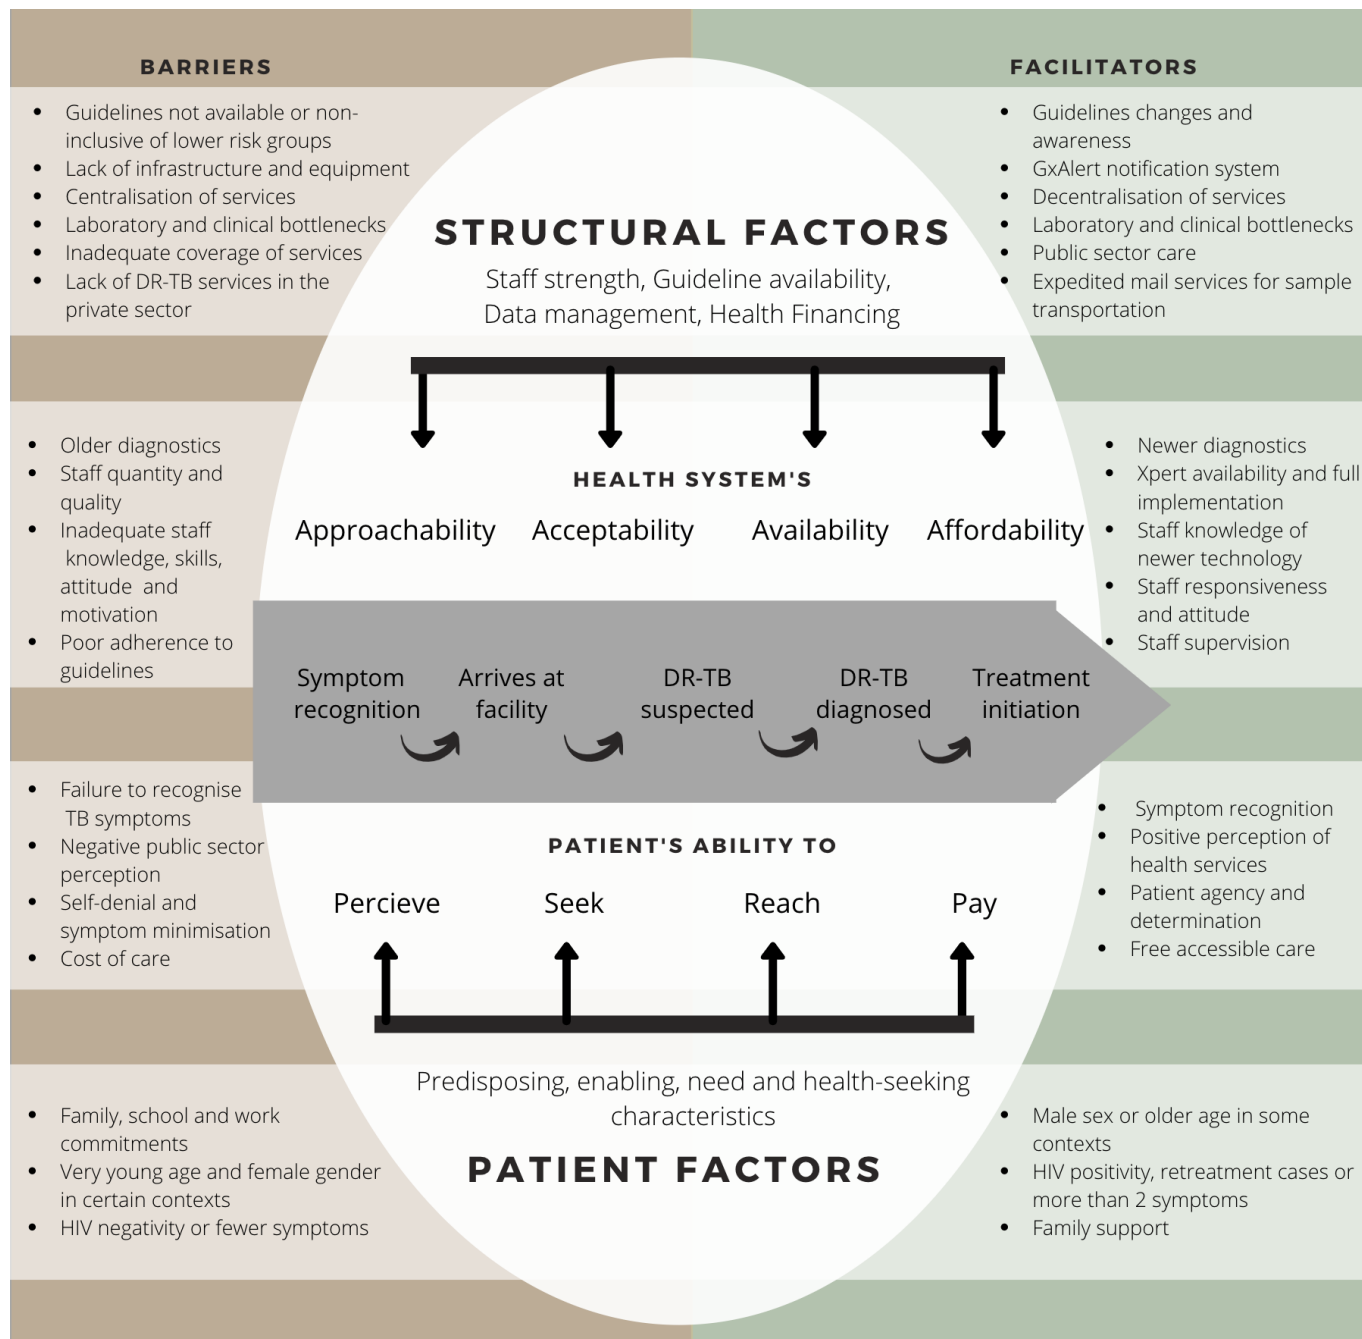 BARRIERS
• Guidelines not available or non-
inclusive of lower risk groups
• Lack of infrastructure and equipment
• Centralisation of services
• Laboratory and clinical bottlenecks
• Inadequate coverage of services
• Lack of DR-TB services in the
private sector
FACILITATORS
• Guidelines changes and
awareness
• GxAlert notification system
• Decentralisation of services
• Laboratory and clinical bottlenecks
• Public sector care
• Expedited mail services for sample
transportation
STRUCTURAL FACTORS
Staff strength, Guideline availability,
Data management, Health Financing
• Older diagnostics
• Staff quantity and
quality
• Inadequate staff
knowledge, skills,
attitude and
motivation
• Poor adherence to
guidelines
HEALTH SYSTEM'S
Approachability Acceptability Availability Affordability
• Newer diagnostics
• Xpert availability and full
implementation
• Staff knowledge of
newer technology
• Staff responsiveness
and attitude
• Staff supervision
Symptom
recognition
Arrives at
facility
DR-TB
suspected
DR-TB
diagnosed
Treatment
initiation
• Failure to recognise
TB symptoms
• Negative public sector
perception
• Self-denial and
symptom minimisation
• Cost of care
PATIENT'S ABILITY TO
Percieve Seek Reach Pay
• Symptom recognition
• Positive perception of
health services
• Patient agency and
determination
• Free accessible care
Predisposing, enabling, need and health-seeking
characteristics
PATIENT FACTORS
• Family, school and work
commitments
• Very young age and female gender
in certain contexts
• HIV negativity or fewer symptoms
• Male sex or older age in some
contexts
• HIV positivity, retreatment cases or
more than 2 symptoms
• Family support